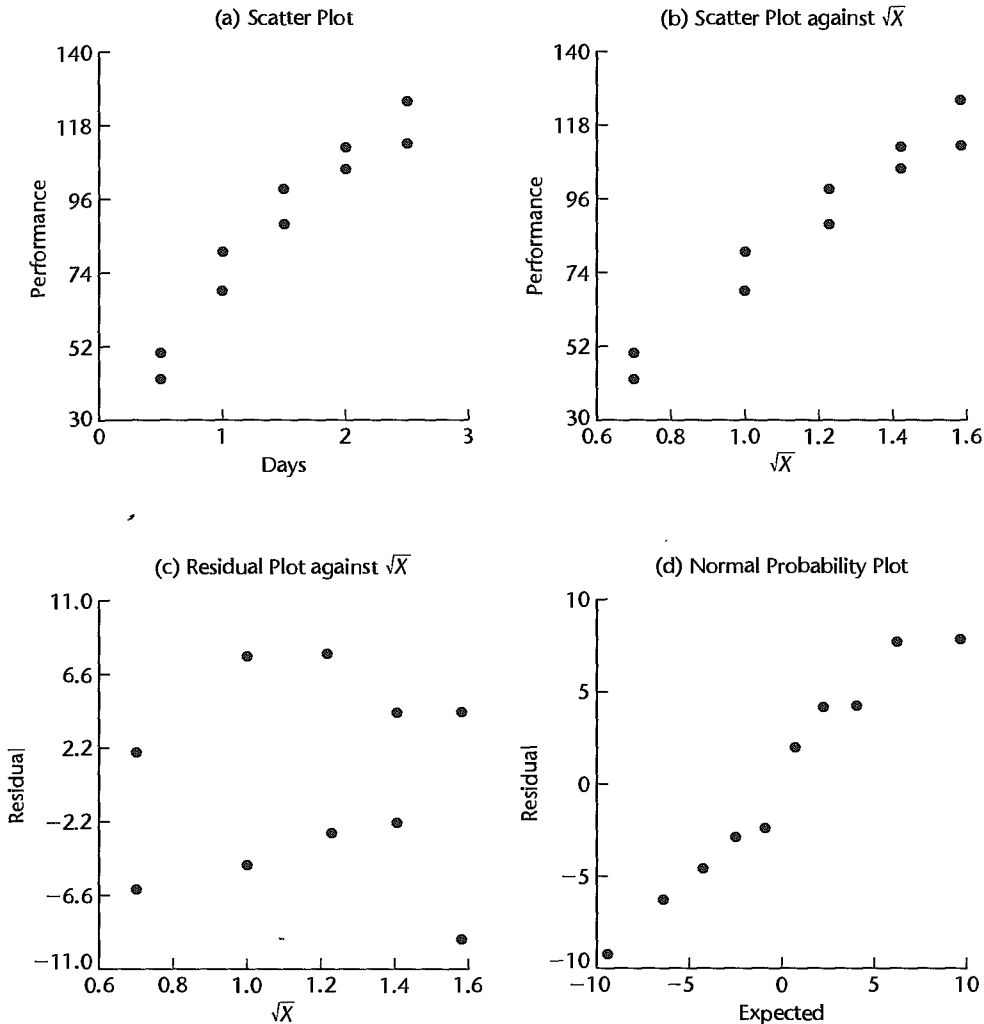 (a) Scatter Plot
140
118
96
74
52
30
Performance
0 1 2 3
Days
(b) Scatter Plot against √X
140
118
96
74
52
30
Performance
0.6 0.8 1.0 1.2 1.4 1.6
√X
(c) Residual Plot against √X
11.0
6.6
2.2
−2.2
−6.6
−11.0
Residual
0.6 0.8 1.0 1.2 1.4 1.6
√X
(d) Normal Probability Plot
10
5
0
−5
−10
Residual
−10 −5 0 5 10
Expected